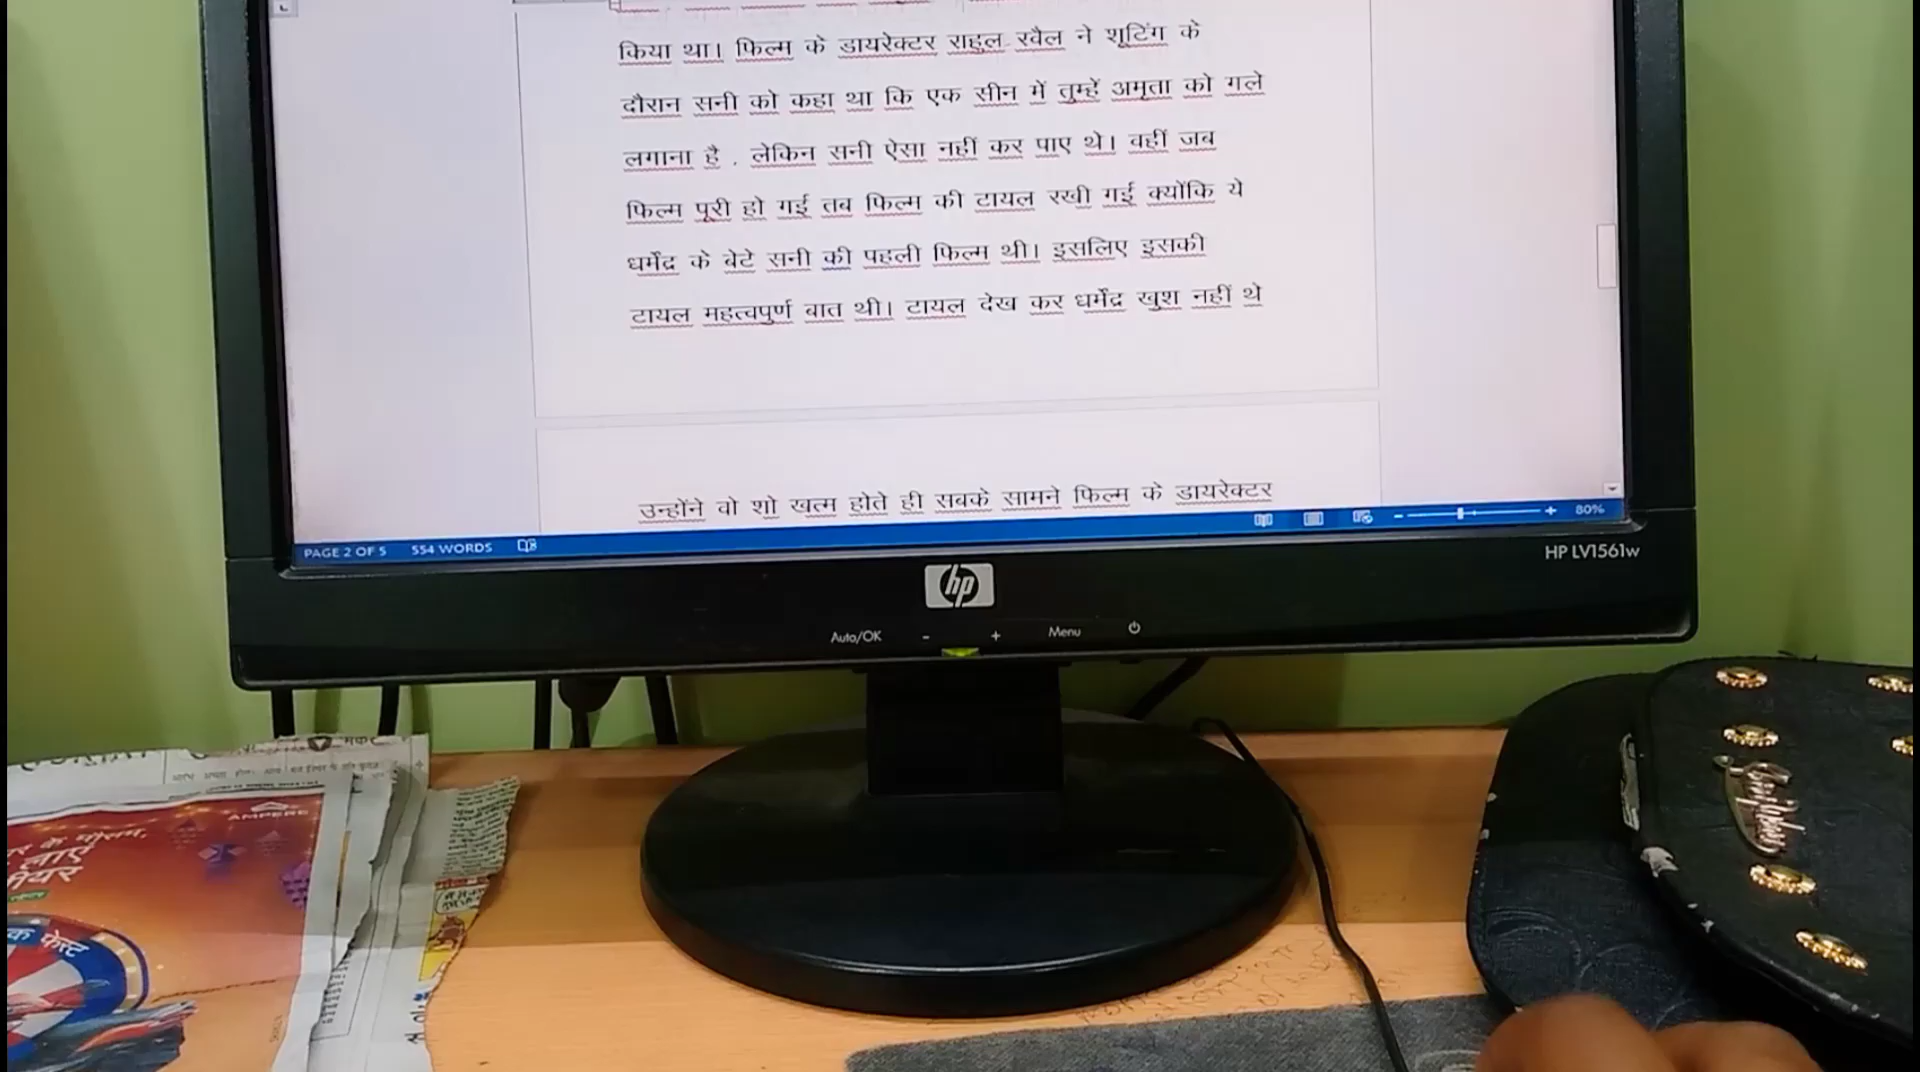 किया था। फिल्म के डायरेक्टर राहुल रवैल ने शूटिंग के
दौरान सनी को कहा था कि एक सीन में तुम्हें अमृता को गले
लगाना है , लेकिन सनी ऐसा नहीं कर पाए थे। वहीं जब
फिल्म पूरी हो गई तब फिल्म की टायल रखी गई क्योंकि ये
धर्मेंद्र के बेटे सनी की पहली फिल्म थी। इसलिए इसकी
टायल महत्वपुर्ण बात थी। टायल देख कर धर्मेंद्र खुश नहीं थे
उन्होंने वो शो खत्म होते ही सबके सामने फिल्म के डायरेक्टर
PAGE 2 OF 5 554 WORDS 80%
HP LV1561w
hp
Auto/OK - + Menu
AMPERE
के मौसम,
लाएं
फेस्ट